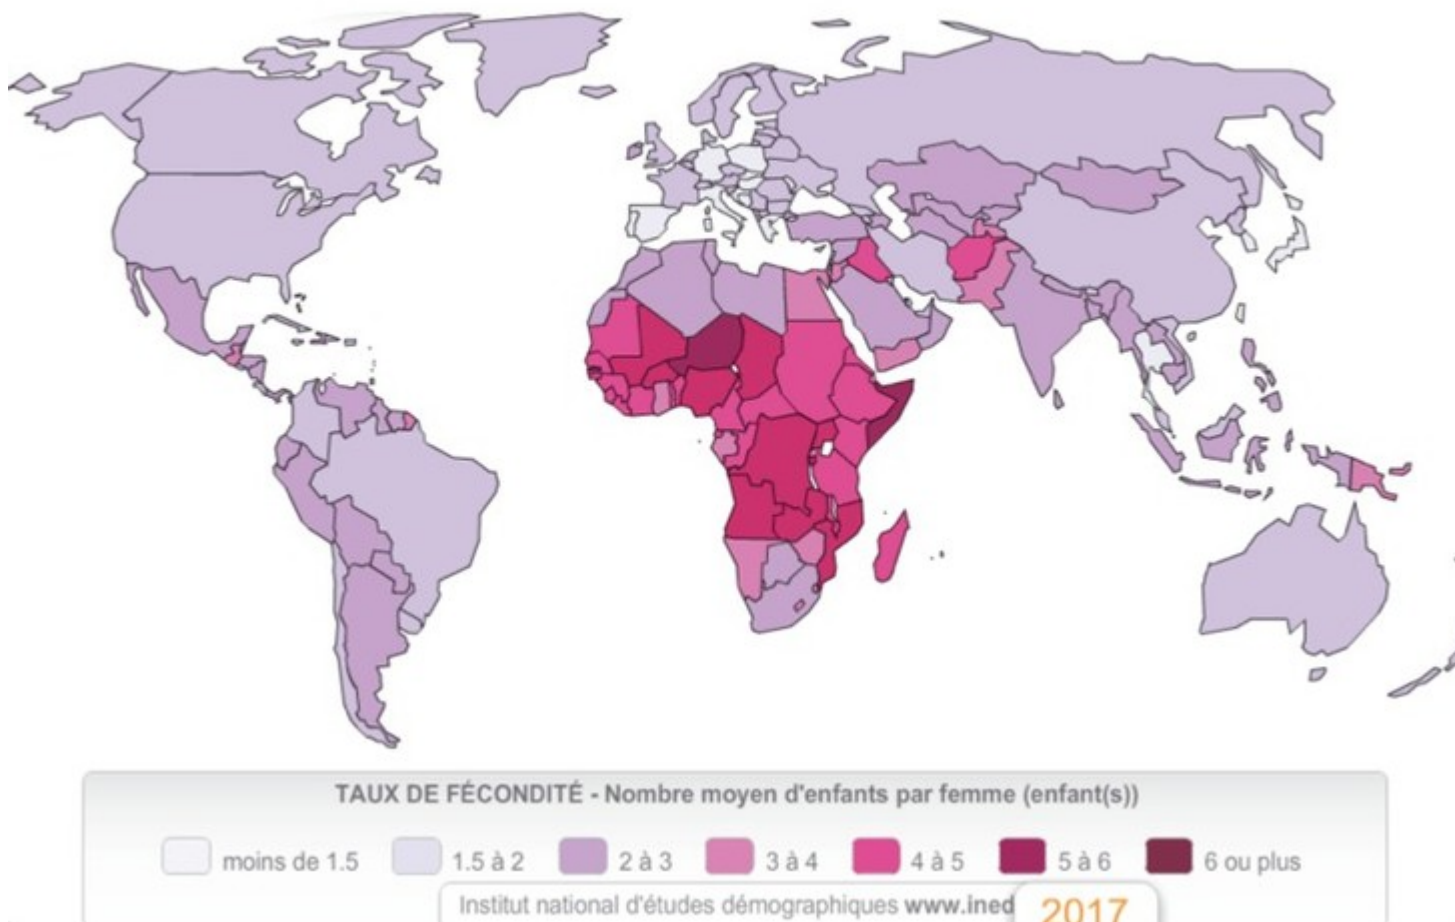 TAUX DE FÉCONDITÉ - Nombre moyen d'enfants par femme (enfant(s))
moins de 1.5 1.5 à 2 2 à 3 3 à 4 4 à 5 5 à 6 6 ou plus
Institut national d'études démographiques www.ined 2017